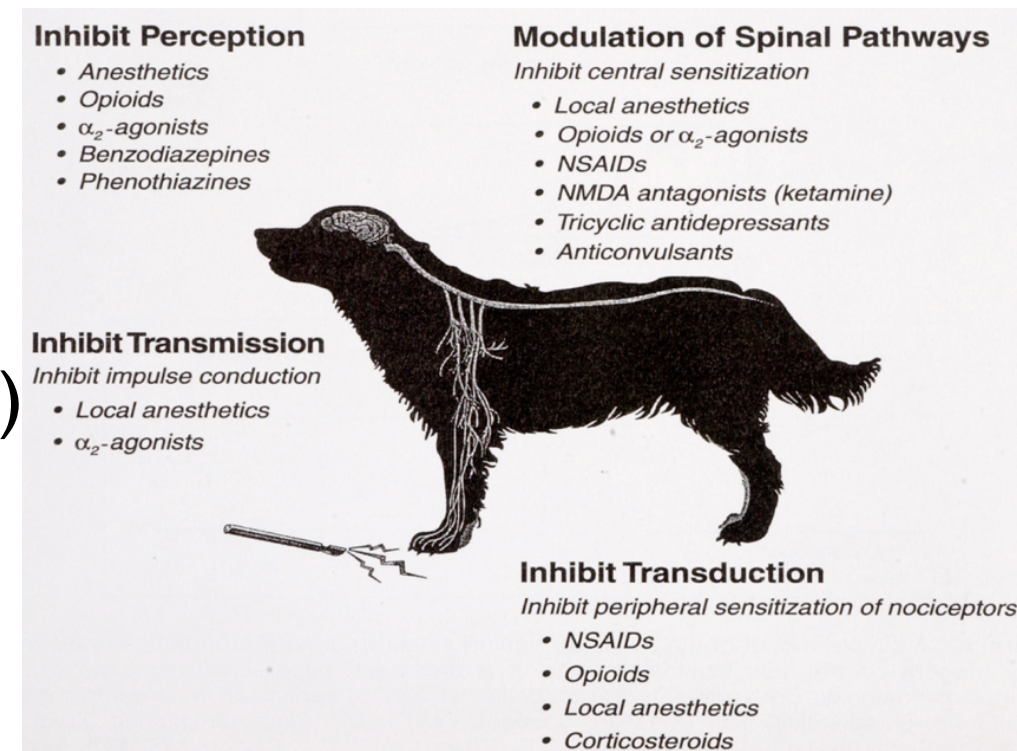 Inhibit Perception
• Anesthetics
• Opioids
• α₂-agonists
• Benzodiazepines
• Phenothiazines
Modulation of Spinal Pathways
Inhibit central sensitization
• Local anesthetics
• Opioids or α₂-agonists
• NSAIDs
• NMDA antagonists (ketamine)
• Tricyclic antidepressants
• Anticonvulsants
Inhibit Transmission
Inhibit impulse conduction
• Local anesthetics
• α₂-agonists
)
Inhibit Transduction
Inhibit peripheral sensitization of nociceptors
• NSAIDs
• Opioids
• Local anesthetics
• Corticosteroids